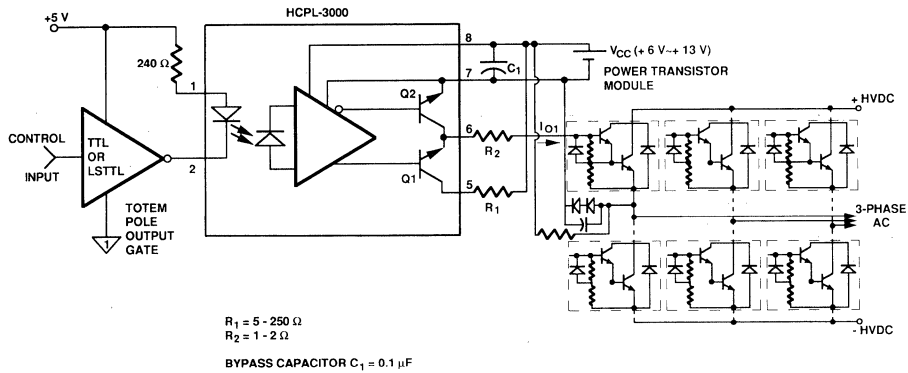 HCPL-3000
+5 V
240 Ω
1
8
C1
VCC (+ 6 V~+ 13 V)
7
POWER TRANSISTOR
MODULE
Q2
+ HVDC
CONTROL
INPUT
TTL
OR
LSTTL
2
6
R2
IO1
Q1
5
R1
3-PHASE
AC
TOTEM
POLE
OUTPUT
GATE
1
- HVDC
R1 = 5 - 250 Ω
R2 = 1 - 2 Ω
BYPASS CAPACITOR C1 = 0.1 µF